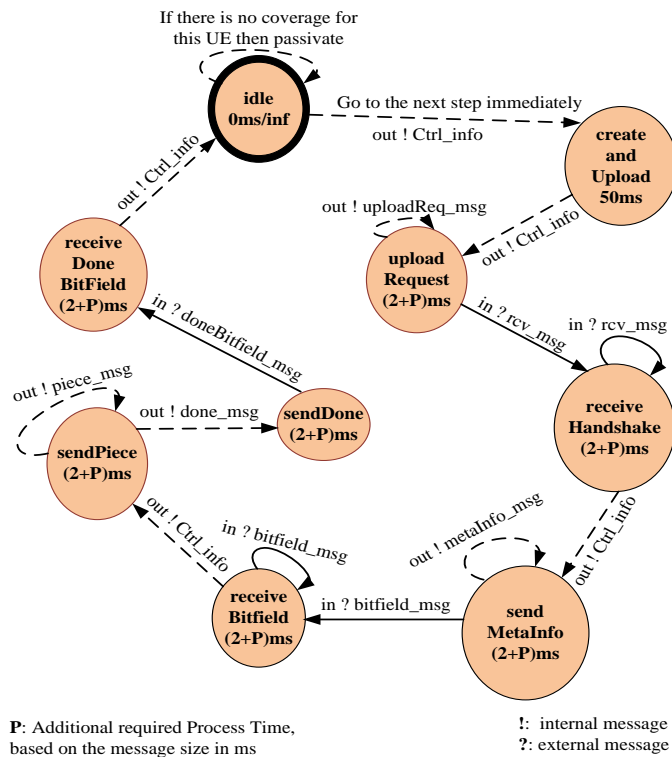 If there is no coverage for
this UE then passivate
idle
0ms/inf
Go to the next step immediately
out ! Ctrl_info
create
and
Upload
50ms
out ! Ctrl_info
out ! uploadReq_msg
upload
Request
(2+P)ms
in ? rcv_msg
in ? rcv_msg
receive
Handshake
(2+P)ms
out ! Ctrl_info
out ! metaInfo_msg
send
MetaInfo
(2+P)ms
in ? bitfield_msg
in ? bitfield_msg
receive
Bitfield
(2+P)ms
out ! Ctrl_info
out ! piece_msg
sendPiece
(2+P)ms
out ! done_msg
sendDone
(2+P)ms
in ? doneBitfield_msg
receive
Done
BitField
(2+P)ms
out ! Ctrl_info
P: Additional required Process Time,
based on the message size in ms
!: internal message
?: external message